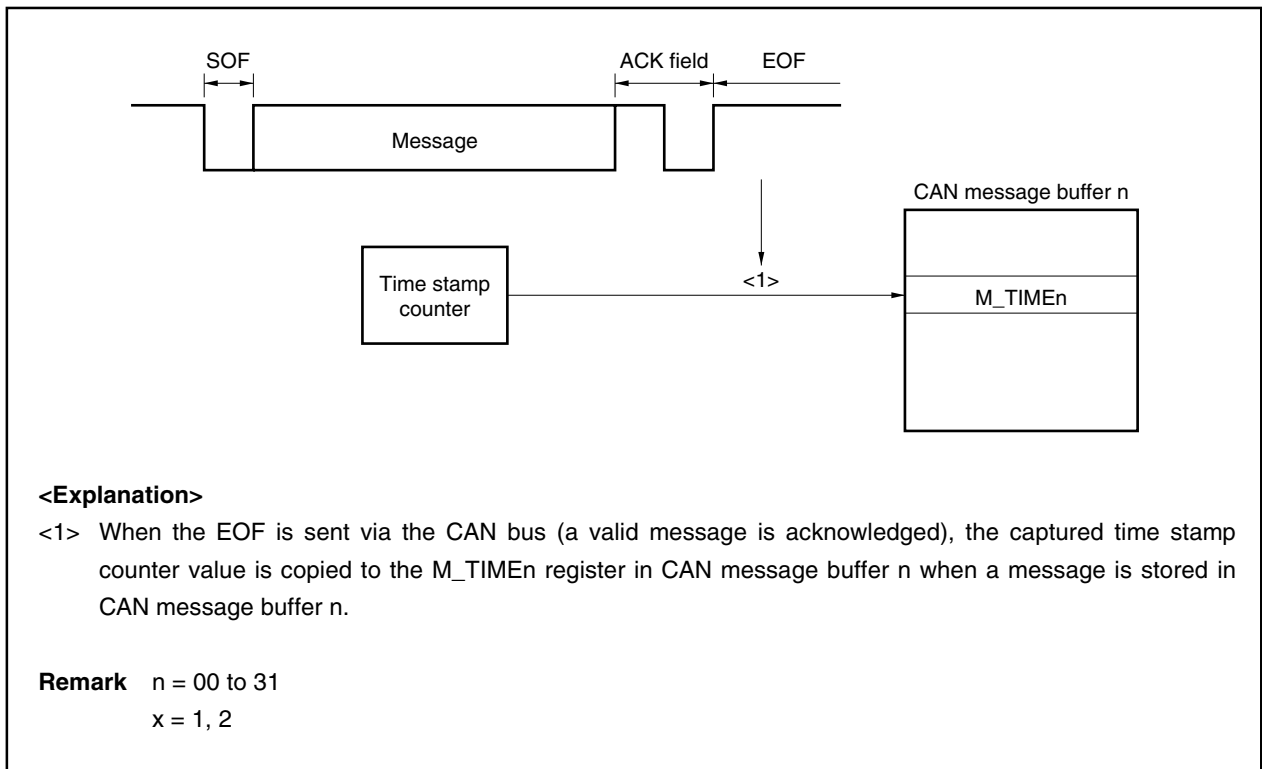 SOF
ACK field
EOF
Message
CAN message buffer n
Time stamp
counter
<1>
M_TIMEn
<Explanation>
<1> When the EOF is sent via the CAN bus (a valid message is acknowledged), the captured time stamp
counter value is copied to the M_TIMEn register in CAN message buffer n when a message is stored in
CAN message buffer n.
Remark n = 00 to 31
x = 1, 2